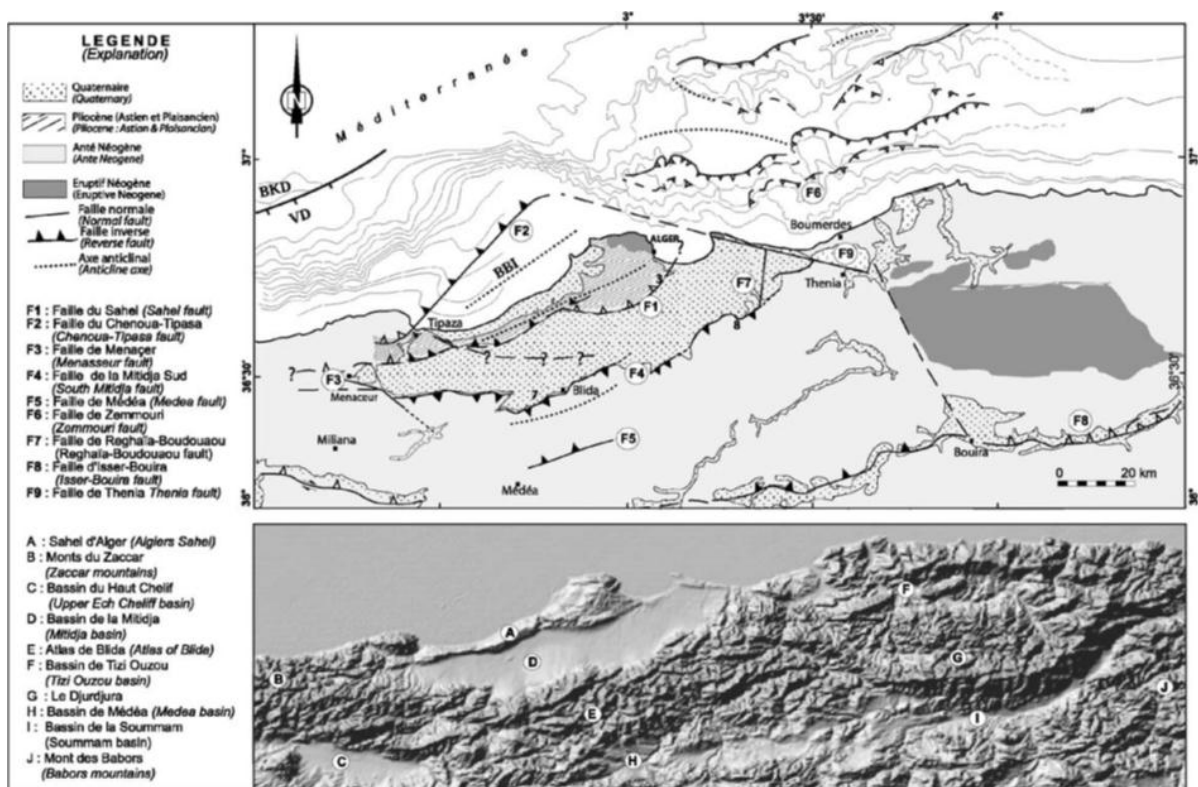 LEGENDE
(Explanation)
Quaternaire
(Quaternary)
Pliocène (Astien et Plaisancien)
(Pliocene : Astian & Plaisancian)
Anté Néogène
(Ante Neogene)
Eruptif Néogène
(Eruptive Neogene)
Faille normale
(Normal fault)
Faille inverse
(Reverse fault)
Axe anticlinal
(Anticline axe)
F1 : Faille du Sahel (Sahel fault)
F2 : Faille du Chenoua-Tipasa
(Chenoua-Tipasa fault)
F3 : Faille de Menaçer
(Menasseur fault)
F4 : Faille de la Mitidja Sud
(South Mitidja fault)
F5 : Faille de Médéa (Medea fault)
F6 : Faille de Zemmouri
(Zemmouri fault)
F7 : Faille de Reghaïa-Boudouaou
(Reghaïa-Boudouaou fault)
F8 : Faille d'Isser-Bouira
(Isser-Bouira fault)
F9 : Faille de Thenia Thenia fault)
3°
3°30'
4°
N
Méditerranée
37°
37°
BKD
VD
F2
BBI
ALGER
?
Boumerdes
F6
F9
Thenia
F7
3
F1
8
Tipaza
?
?
?
?
F3
Menaceur
36°30'
36°30'
F4
7
Blida
F5
Miliana
Médéa
Bouira
F8
0
20 km
36°
36°
A : Sahel d'Alger (Algiers Sahel)
B : Monts du Zaccar
(Zaccar mountains)
C : Bassin du Haut Chelif
(Upper Ech Cheliff basin)
D : Bassin de la Mitidja
(Mitidja basin)
E : Atlas de Blida (Atlas of Blida)
F : Bassin de Tizi Ouzou
(Tizi Ouzou basin)
G : Le Djurdjura
H : Bassin de Médéa (Medea basin)
I : Bassin de la Soummam
(Soummam basin)
J : Mont des Babors
(Babors mountains)
F
A
D
G
B
J
E
I
C
H